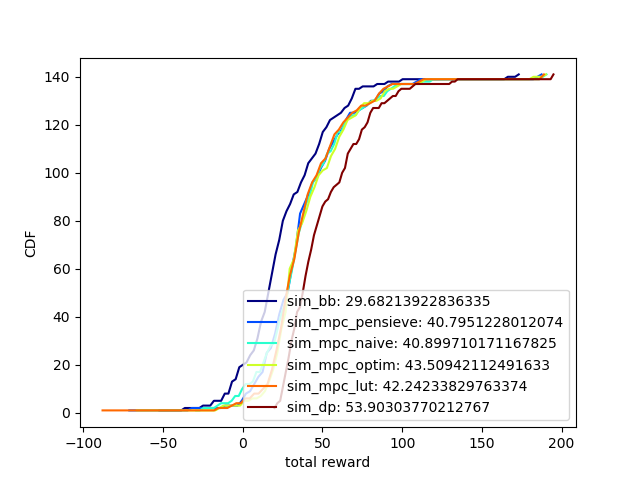 140
120
100
80
60
40
20
0
CDF
sim_bb: 29.68213922836335
sim_mpc_pensieve: 40.7951228012074
sim_mpc_naive: 40.899710171167825
sim_mpc_optim: 43.50942112491633
sim_mpc_lut: 42.24233829763374
sim_dp: 53.90303770212767
−100 −50 0 50 100 150 200
total reward